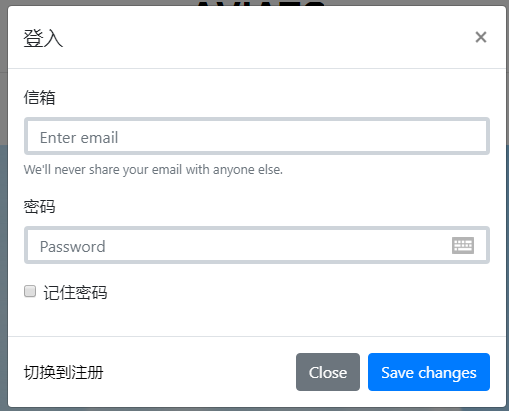 登入
×
信箱
Enter email
We'll never share your email with anyone else.
密码
Password
记住密码
切换到注册
Close
Save changes